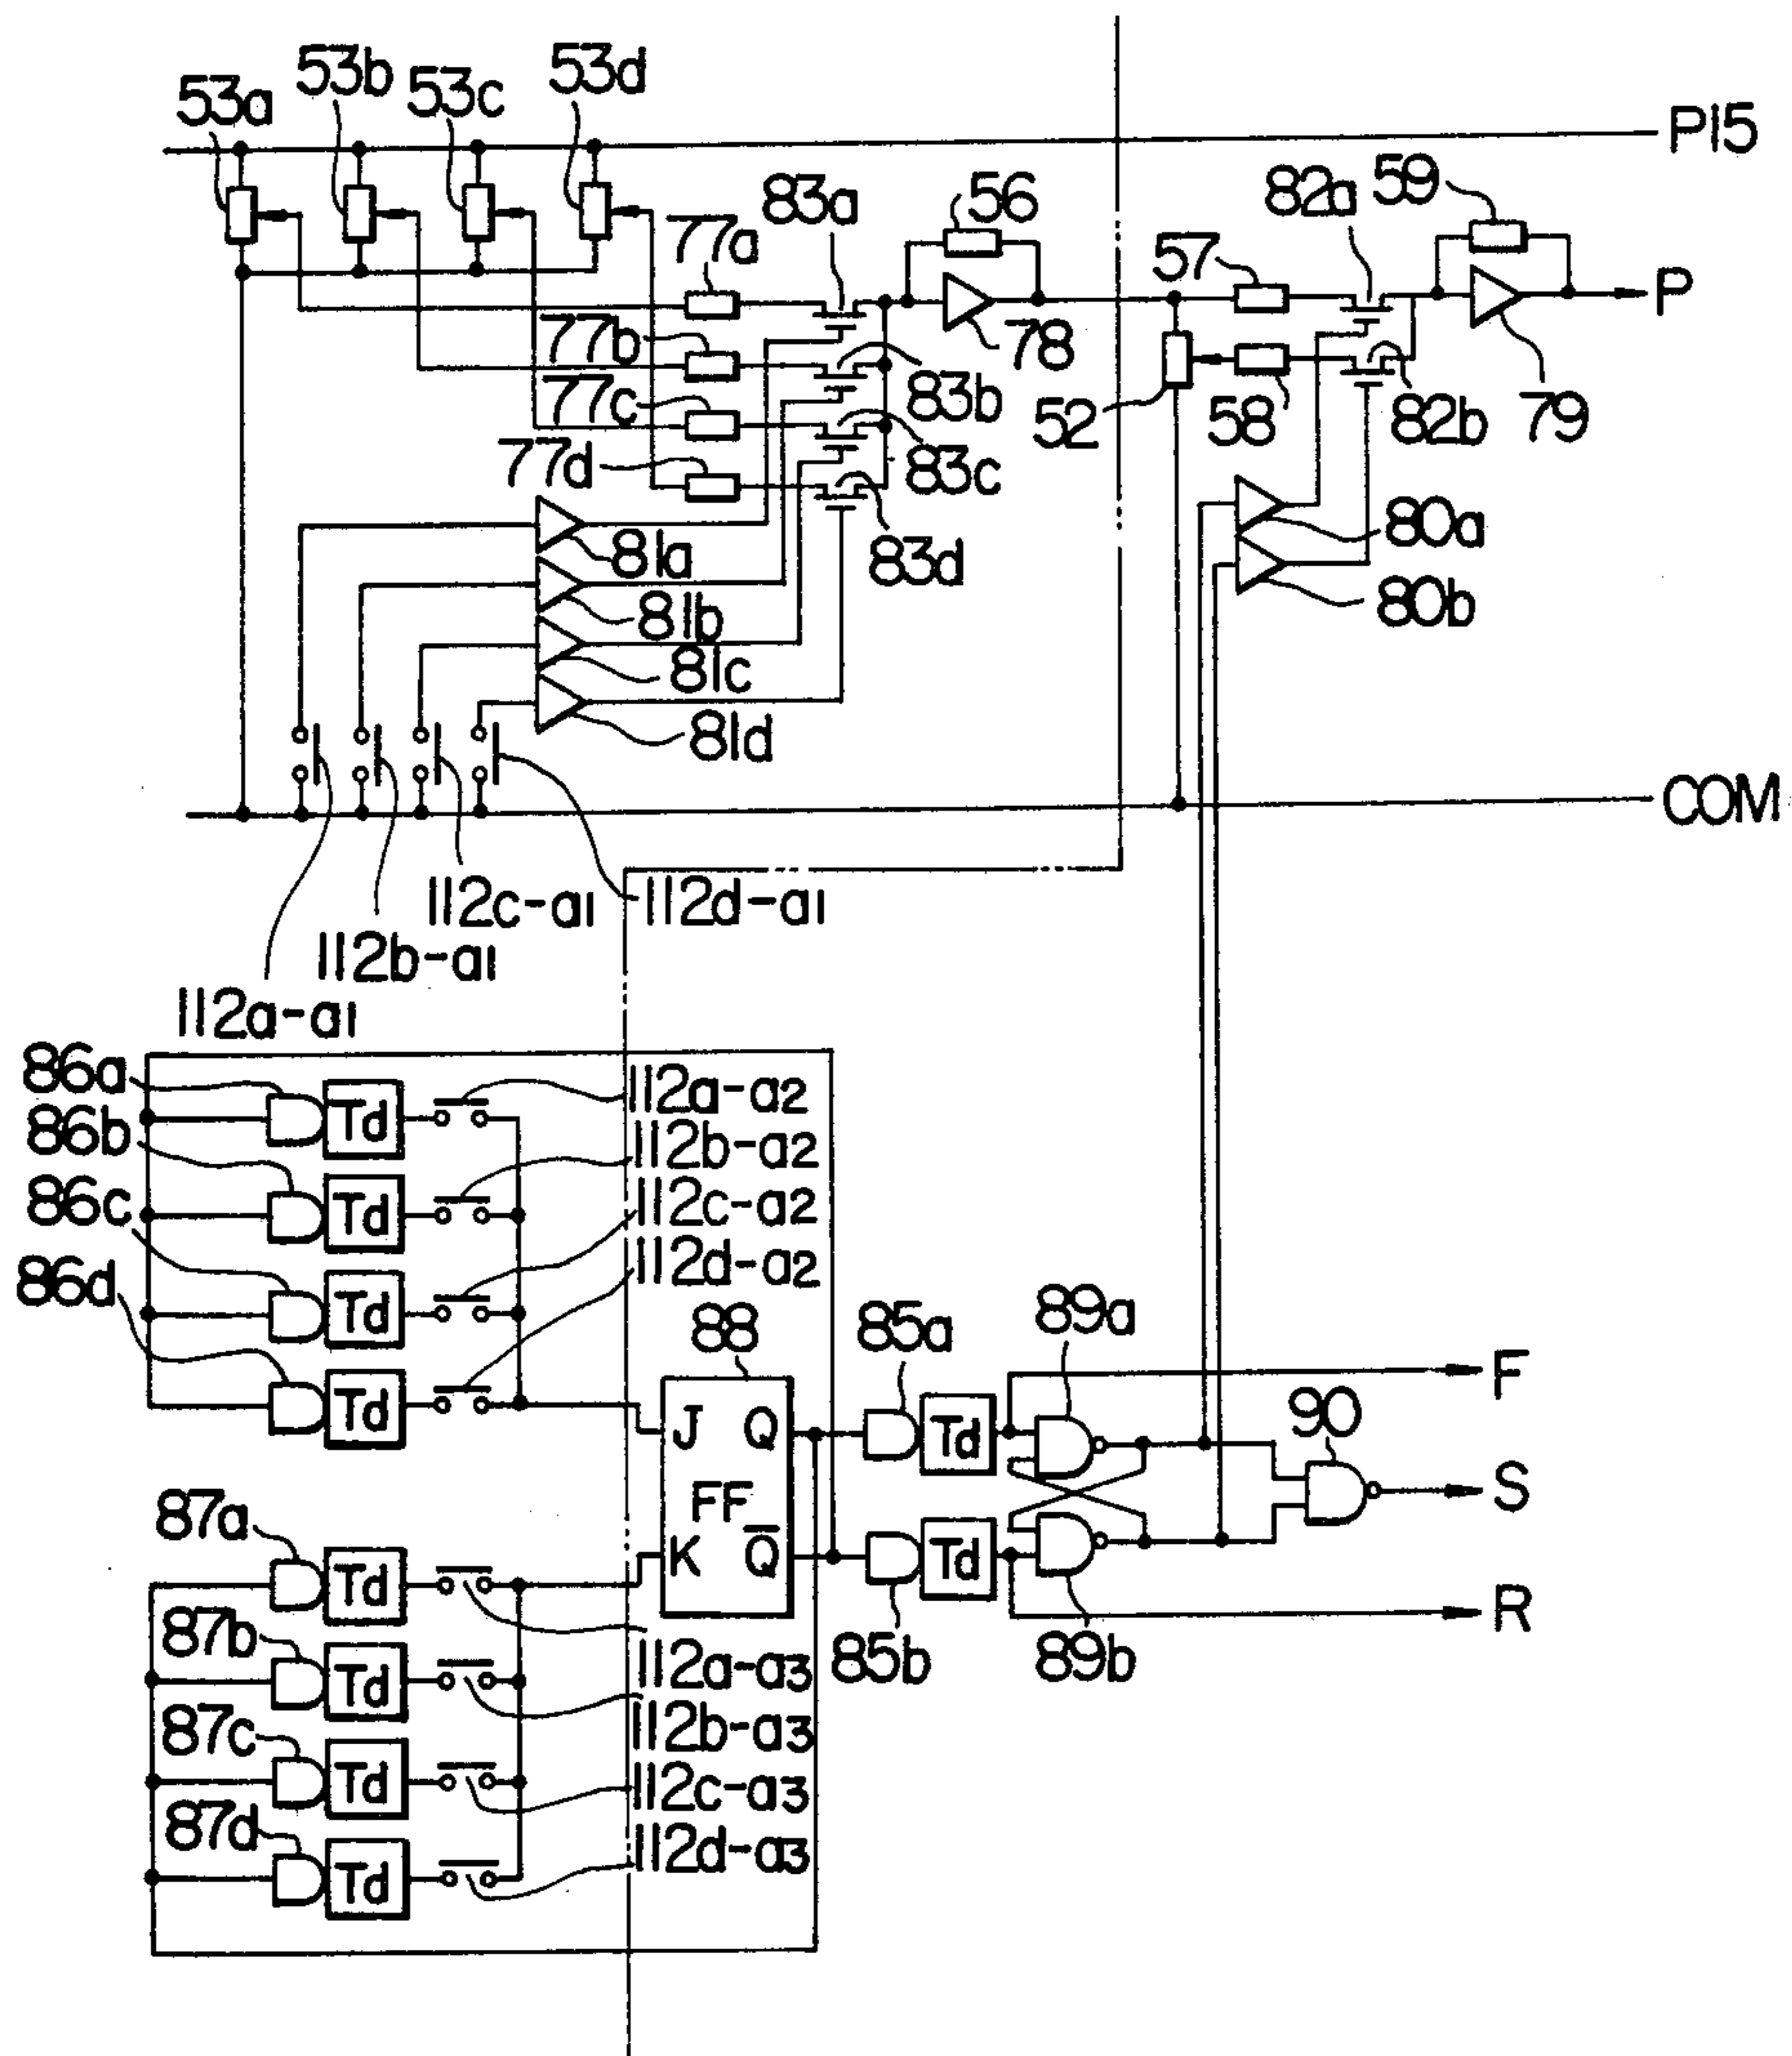 53a
53b
53c
53d
P15
77a
83a
56
57
82a
59
P
77b
78
83b
77c
52
58
82b
79
77d
83c
81a
83d
80a
81b
80b
81c
81d
COM
112c-a1
112d-a1
112b-a1
112a-a1
86a
Td
112a-a2
86b
112b-a2
Td
86c
112c-a2
112d-a2
86d
Td
88
85a
89a
F
Td
J
Q
Td
90
FF
S
87a
K
Q̅
Td
Td
R
87b
112a-a3
85b
89b
Td
112b-a3
87c
Td
112c-a3
87d
112d-a3
Td